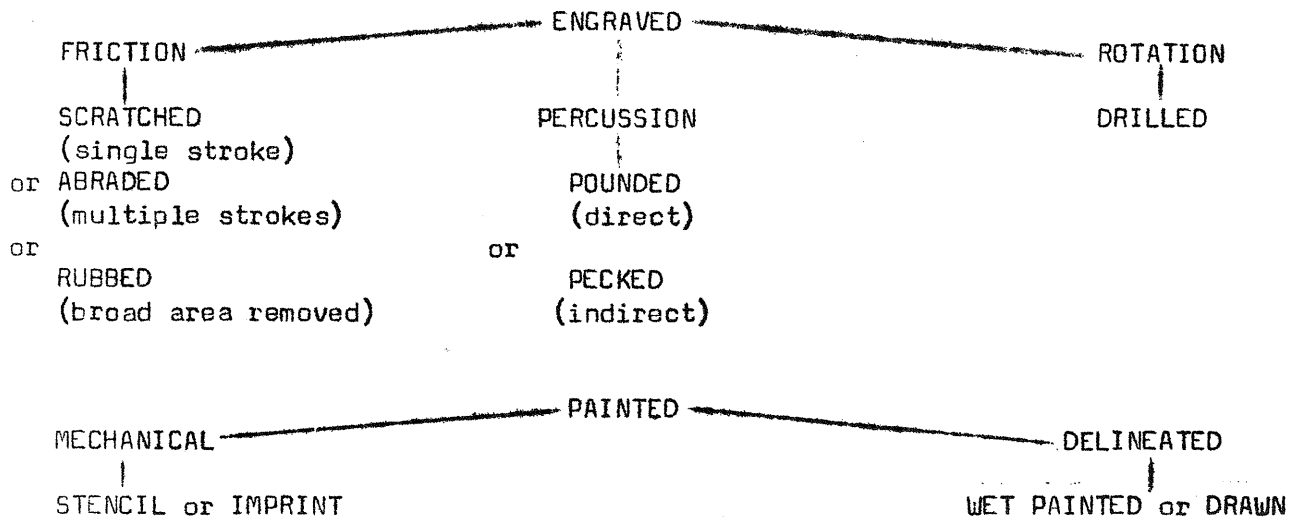 ENGRAVED
FRICTION ROTATION
SCRATCHED PERCUSSION DRILLED
(single stroke)
or ABRADED POUNDED
(multiple strokes) (direct)
or or
RUBBED PECKED
(broad area removed) (indirect)
PAINTED
MECHANICAL DELINEATED
STENCIL or IMPRINT WET PAINTED or DRAWN